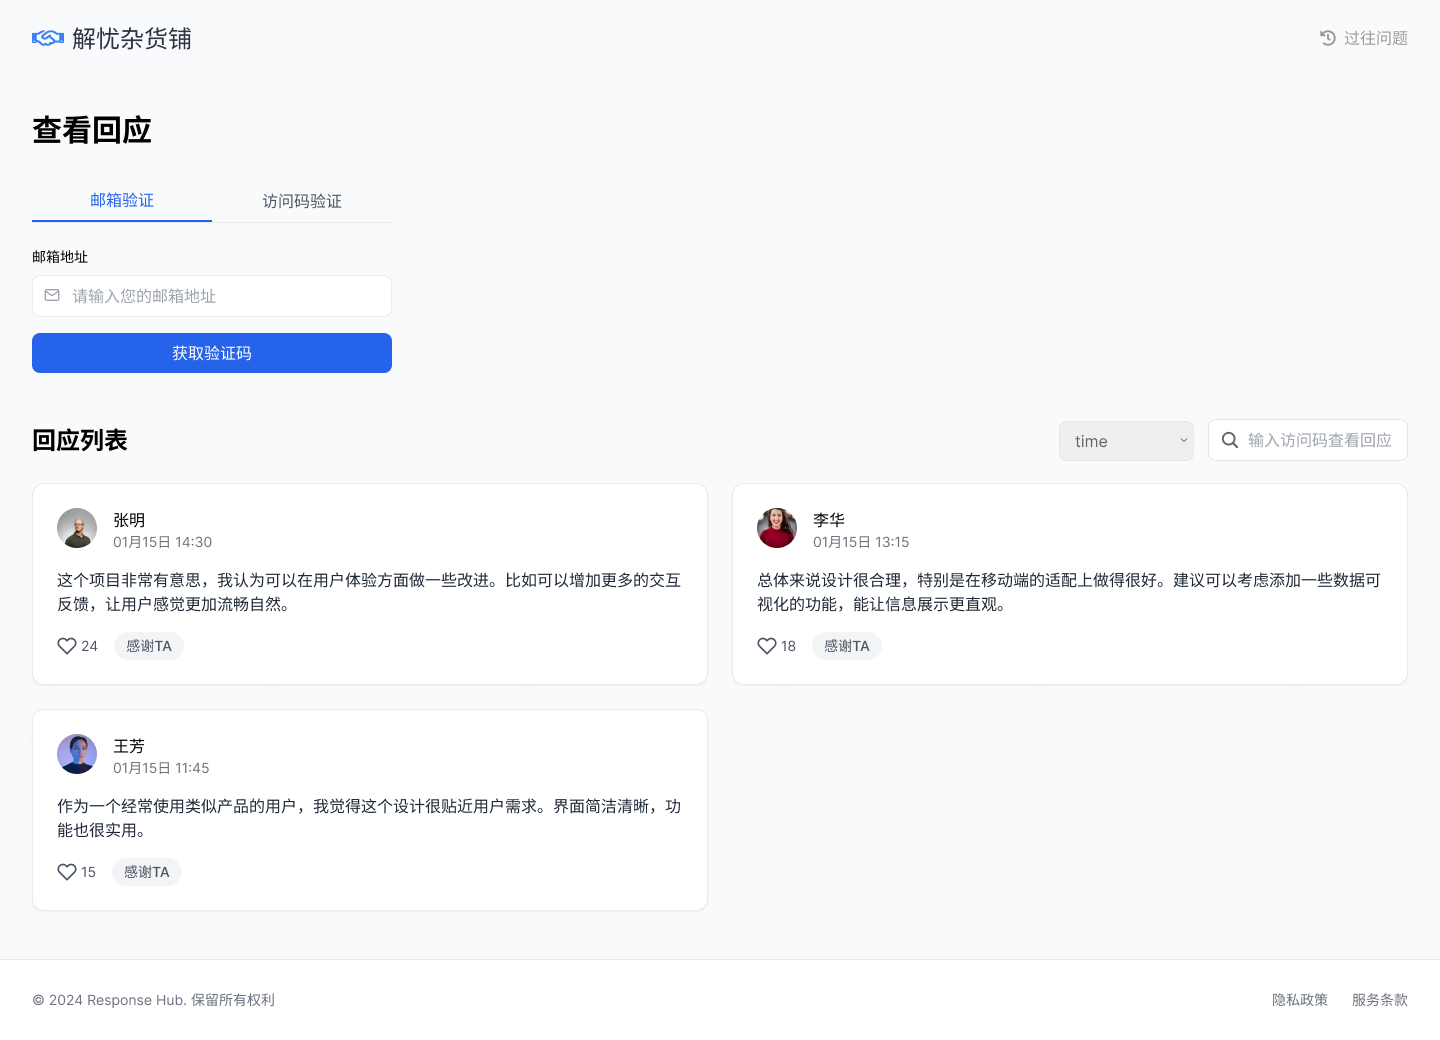 解忧杂货铺
过往问题
查看回应
邮箱验证
访问码验证
邮箱地址
请输入您的邮箱地址
获取验证码
回应列表
time
输入访问码查看回应
张明
01月15日 14:30
这个项目非常有意思，我认为可以在用户体验方面做一些改进。比如可以增加更多的交互
反馈，让用户感觉更加流畅自然。
24
感谢TA
李华
01月15日 13:15
总体来说设计很合理，特别是在移动端的适配上做得很好。建议可以考虑添加一些数据可
视化的功能，能让信息展示更直观。
18
感谢TA
王芳
01月15日 11:45
作为一个经常使用类似产品的用户，我觉得这个设计很贴近用户需求。界面简洁清晰，功
能也很实用。
15
感谢TA
© 2024 Response Hub. 保留所有权利
隐私政策
服务条款